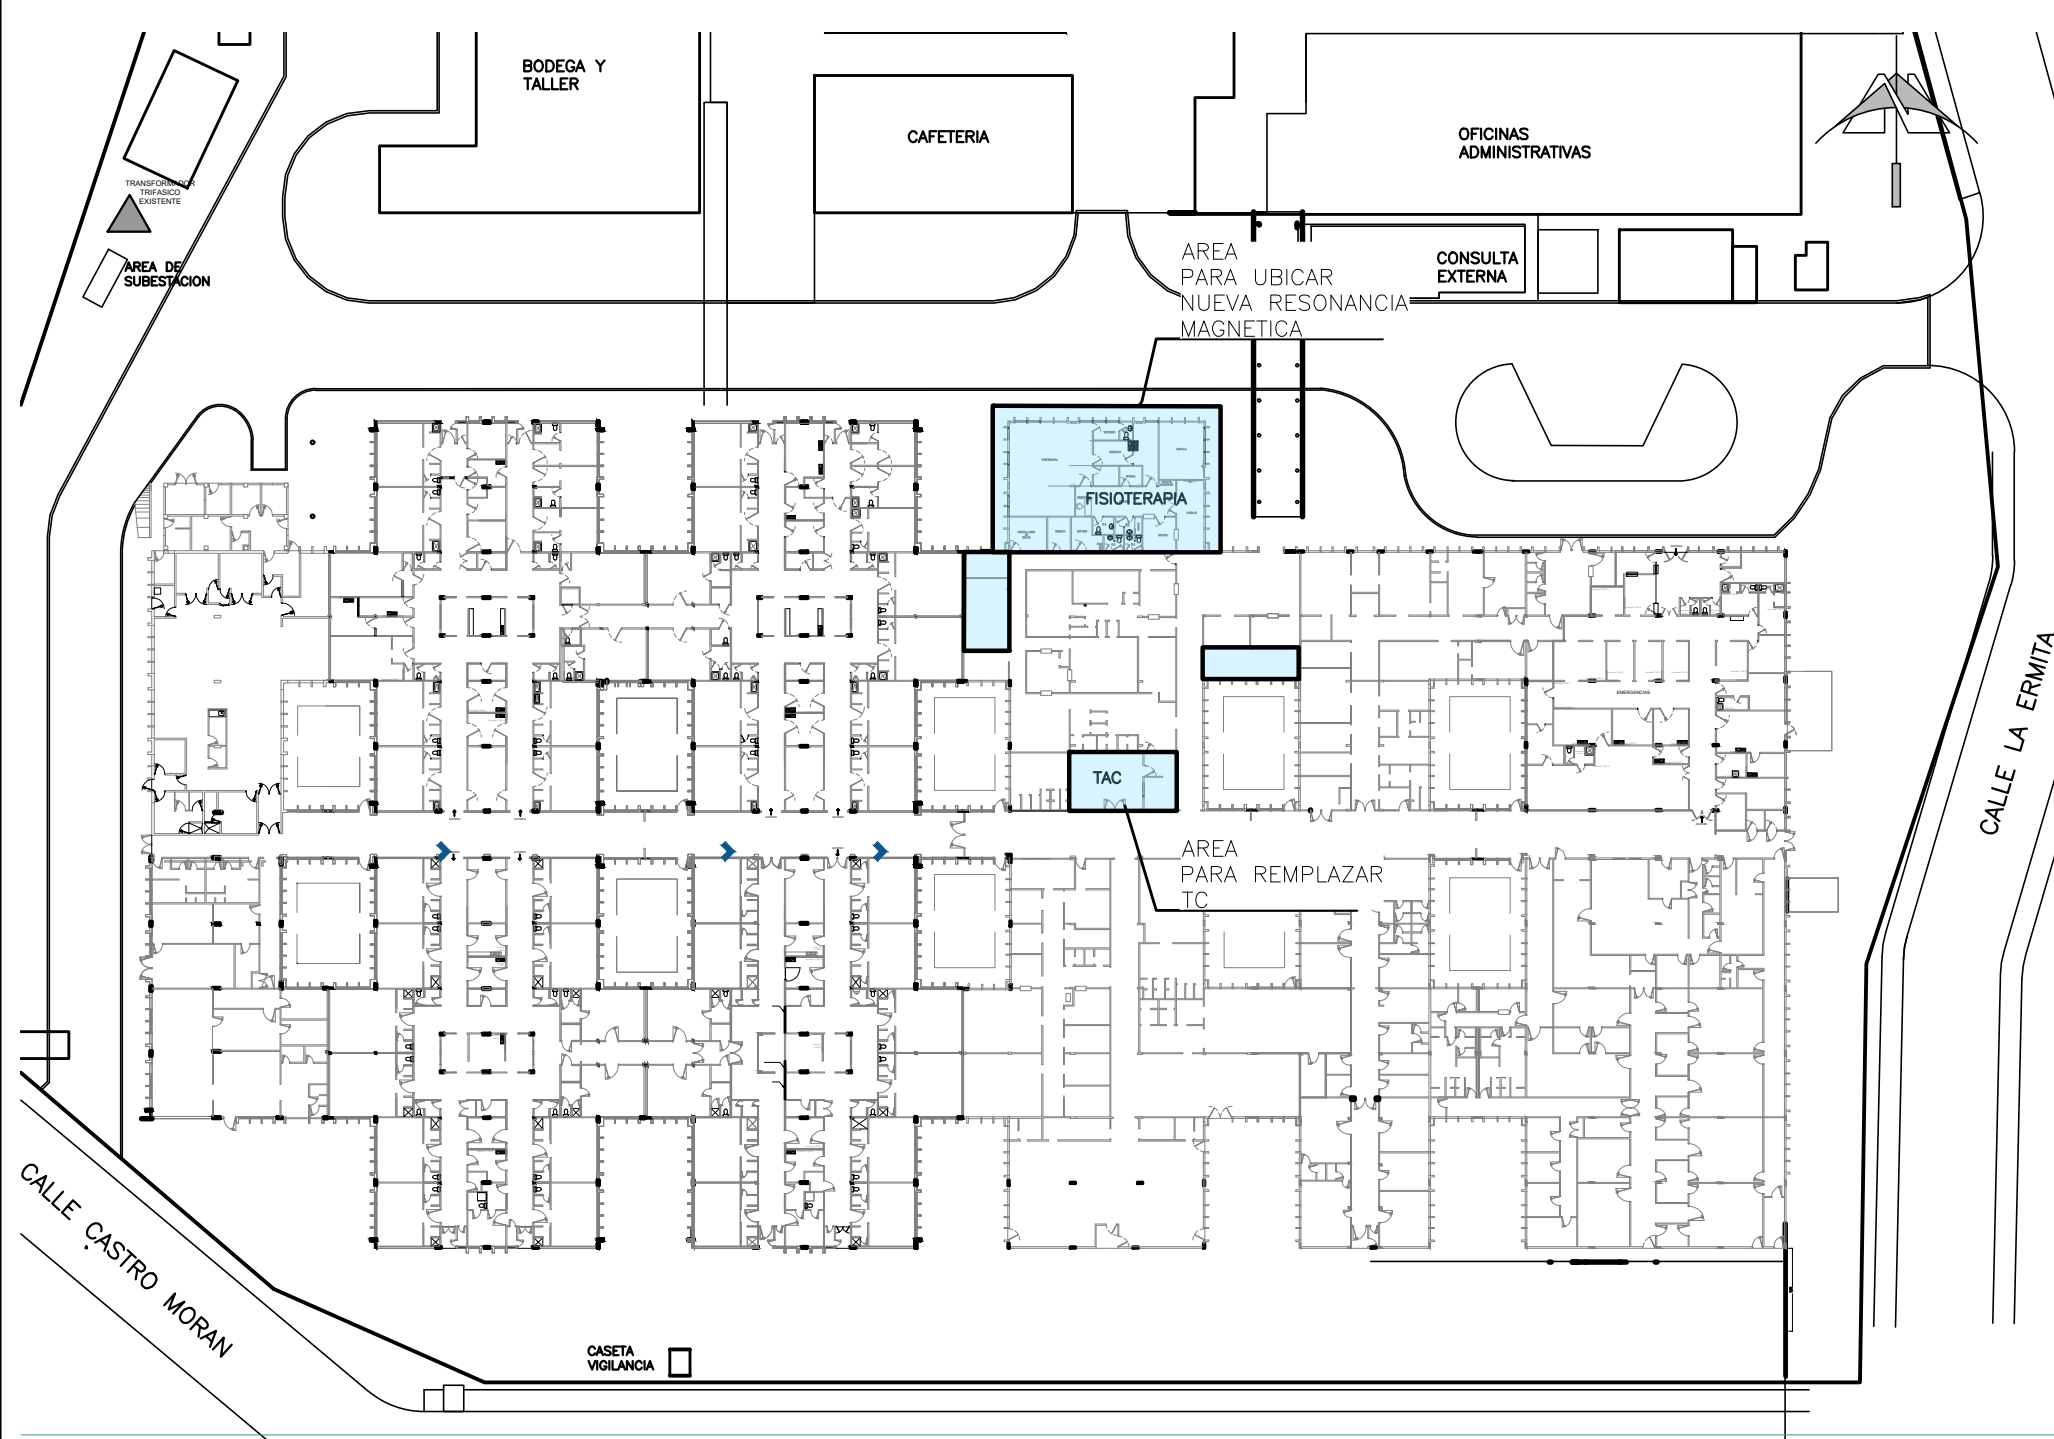 BODEGA Y
TALLER
CAFETERIA
OFICINAS
ADMINISTRATIVAS
TRANSFORMADOR
TRIFASICO
EXISTENTE
AREA DE
SUBESTACION
AREA
PARA UBICAR
NUEVA RESONANCIA
MAGNETICA
CONSULTA
EXTERNA
FISIOTERAPIA
EMERGENCIAS
CALLE LA ERMITA
TAC
AREA
PARA REMPLAZAR
TC
CALLE CASTRO MORAN
CASETA
VIGILANCIA